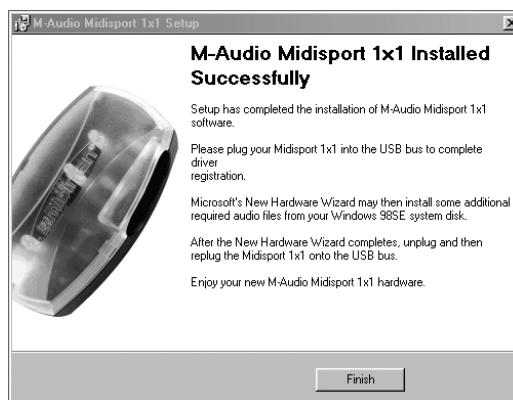 M-Audio Midisport 1x1 Setup
M-Audio Midisport 1x1 Installed
Successfully
Setup has completed the installation of M-Audio Midisport 1x1
software.
Please plug your Midisport 1x1 into the USB bus to complete
driver
registration.
Microsoft's New Hardware Wizard may then install some additional
required audio files from your Windows 98SE system disk.
After the New Hardware Wizard completes, unplug and then
replug the Midisport 1x1 onto the USB bus.
Enjoy your new M-Audio Midisport 1x1 hardware.
Finish